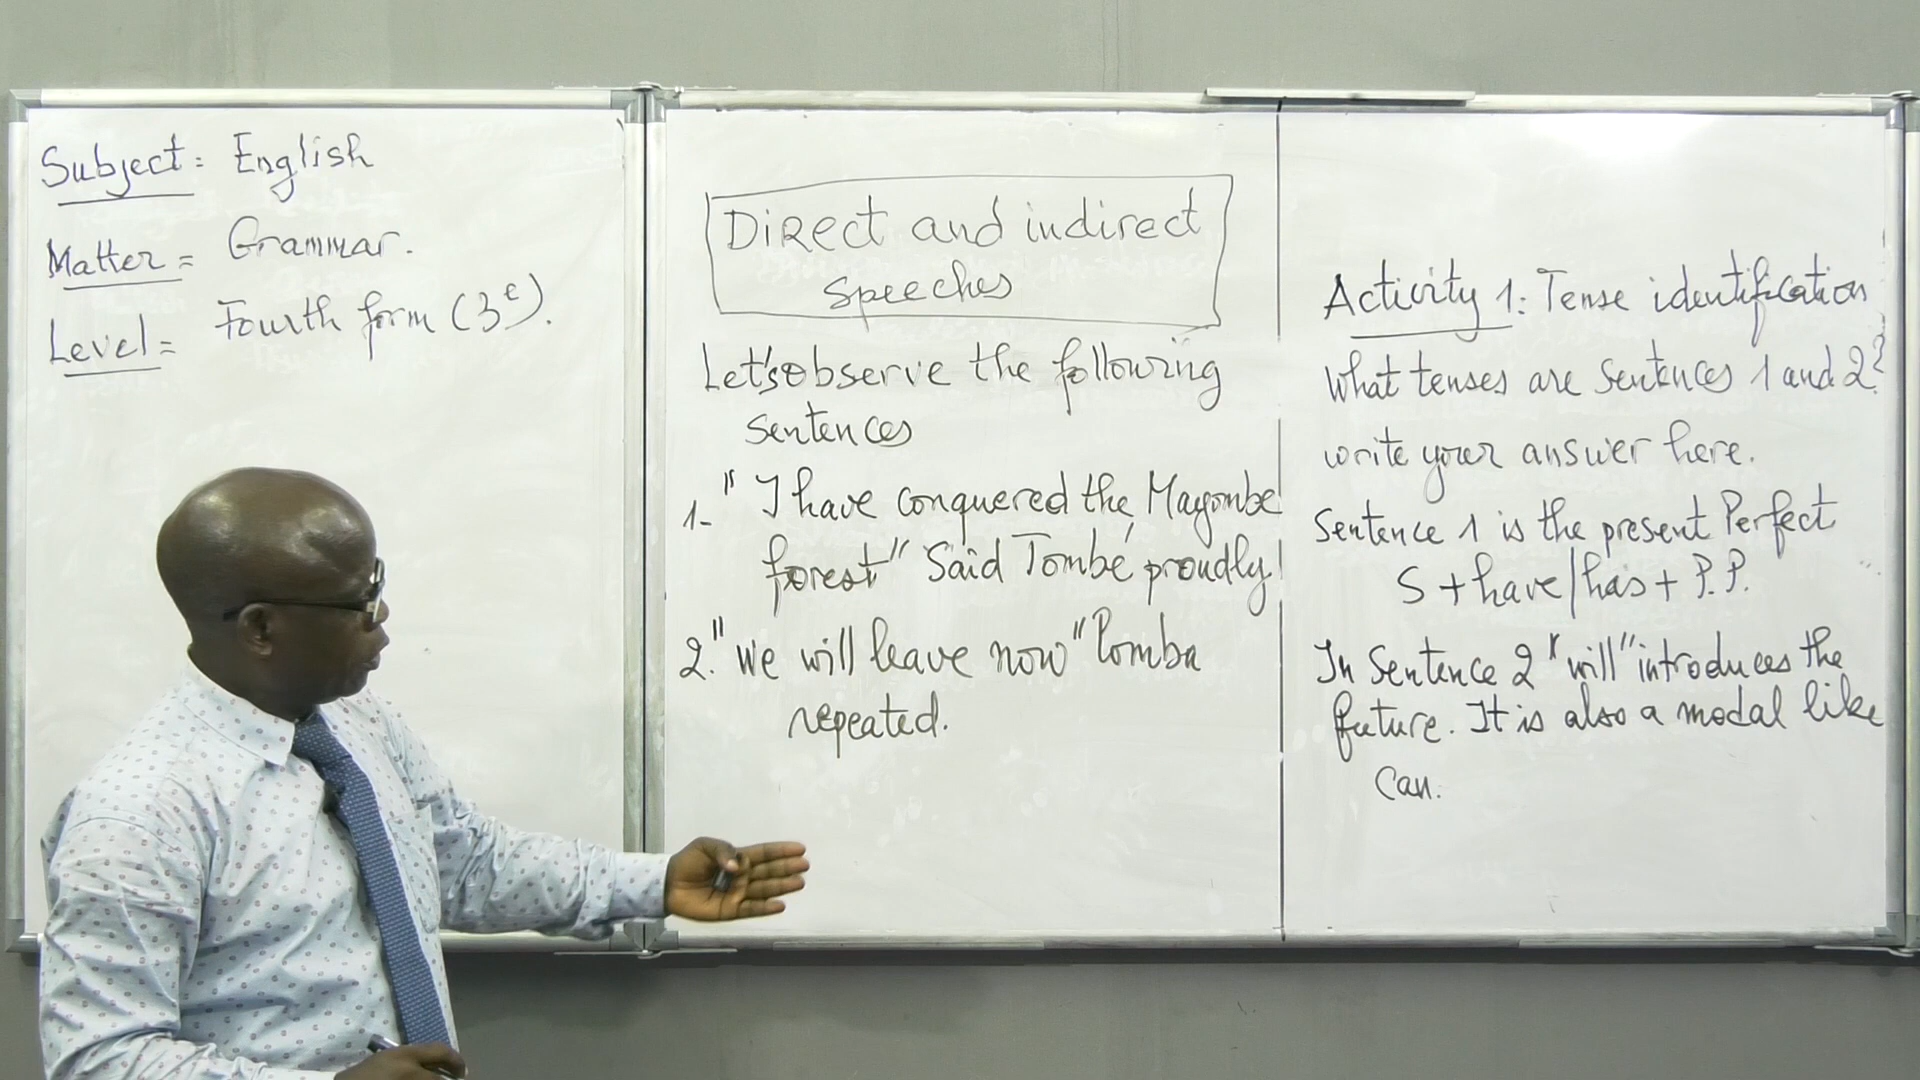 Subject: English
Matter = Grammar.
Level = Fourth form (3e).
Direct and indirect
speeches
Let's observe the following
sentences
1- "I have conquered the Mayombe
forest" Said Tombé proudly!
2. "We will leave now" Pomba
repeated.
Activity 1: Tense identification
What tenses are sentences 1 and 2?
write your answer here.
Sentence 1 is the present Perfect
S + have/has + P.P.
In Sentence 2 "will" introduces the
future. It is also a modal like
Can.